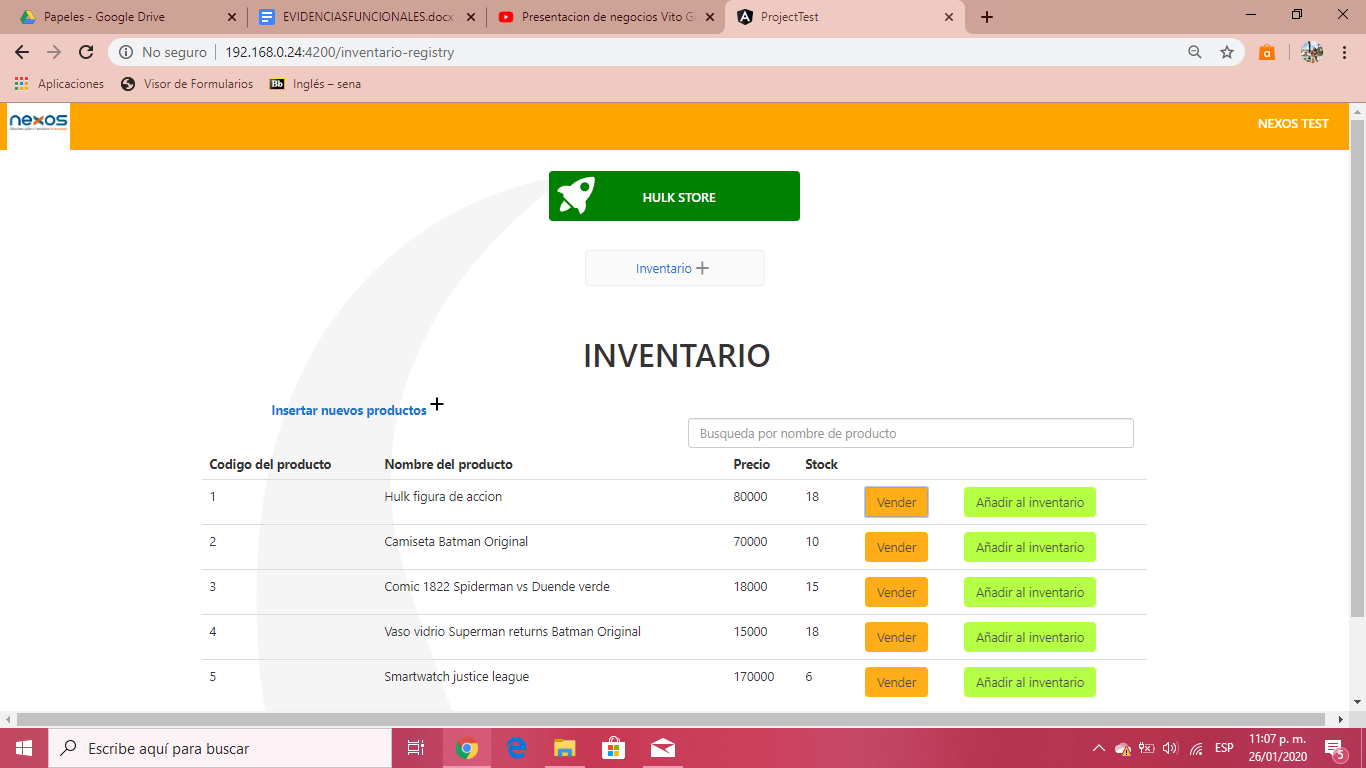 Papeles - Google Drive
EVIDENCIASFUNCIONALES.docx
Presentacion de negocios Vito Gi
ProjectTest
No seguro
192.168.0.24:4200/inventario-registry
Aplicaciones
Visor de Formularios
Bb
Inglés – sena
nexos
NEXOS TEST
HULK STORE
Inventario
INVENTARIO
Insertar nuevos productos
Busqueda por nombre de producto
Codigo del producto Nombre del producto Precio Stock
1 Hulk figura de accion 80000 18 Vender Añadir al inventario
2 Camiseta Batman Original 70000 10 Vender Añadir al inventario
3 Comic 1822 Spiderman vs Duende verde 18000 15 Vender Añadir al inventario
4 Vaso vidrio Superman returns Batman Original 15000 18 Vender Añadir al inventario
5 Smartwatch justice league 170000 6 Vender Añadir al inventario
Escribe aquí para buscar
ESP
11:07 p. m.
26/01/2020
5